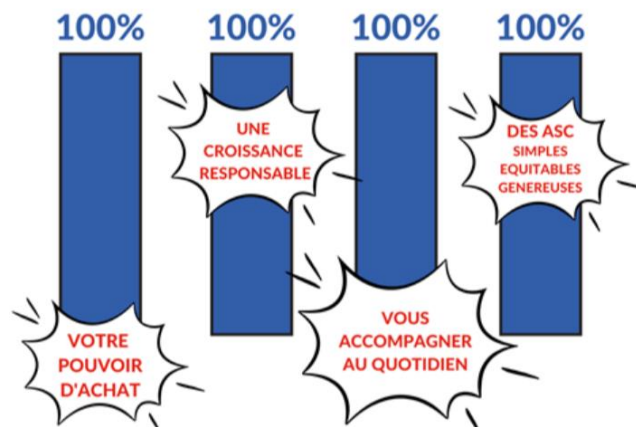 100% 100% 100% 100%
UNE
CROISSANCE
RESPONSABLE
DES ASC
SIMPLES
EQUITABLES
GENEREUSES
VOTRE
POUVOIR
D'ACHAT
VOUS
ACCOMPAGNER
AU QUOTIDIEN